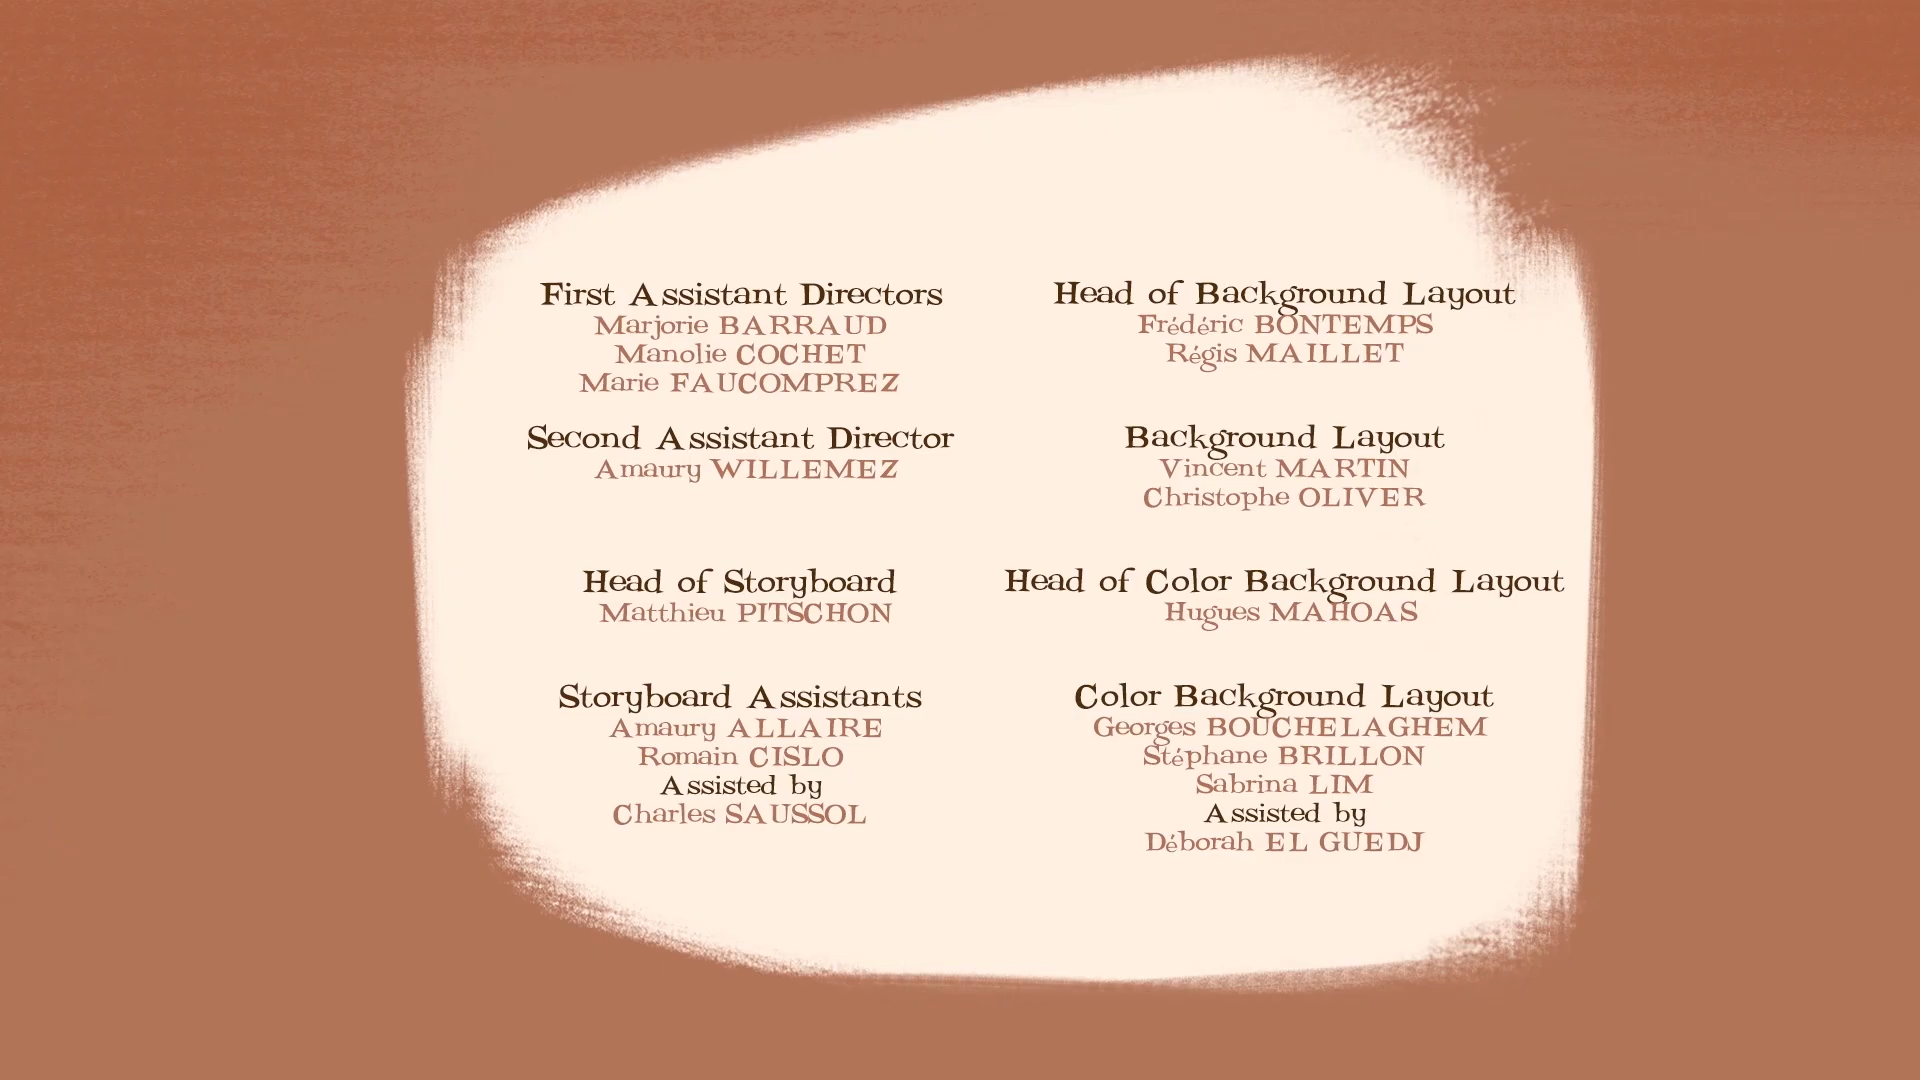 First Assistant Directors
Marjorie BARRAUD
Manolie COCHET
Marie FAUCOMPREZ
Second Assistant Director
Amaury WILLEMEZ
Head of Storyboard
Matthieu PITSCHON
Storyboard Assistants
Amaury ALLAIRE
Romain CISLO
Assisted by
Charles SAUSSOL
Head of Background Layout
Frédéric BONTEMPS
Régis MAILLET
Background Layout
Vincent MARTIN
Christophe OLIVER
Head of Color Background Layout
Hugues MAHOAS
Color Background Layout
Georges BOUCHELAGHEM
Stéphane BRILLON
Sabrina LIM
Assisted by
Déborah EL GUEDJ